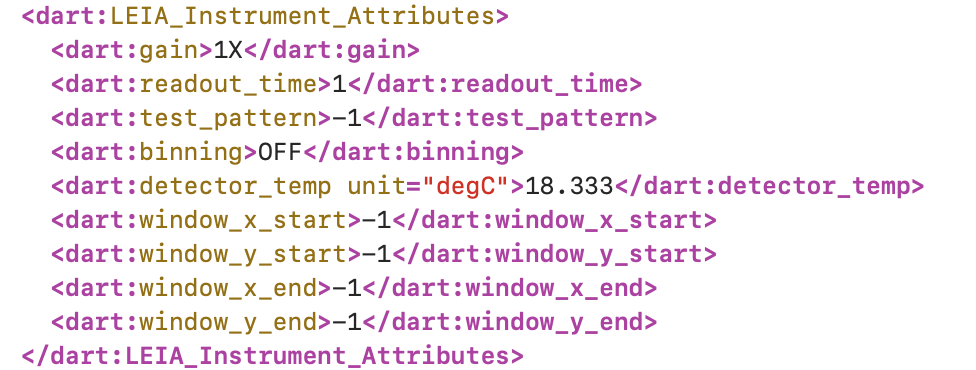 <dart:LEIA_Instrument_Attributes>
<dart:gain>1X</dart:gain>
<dart:readout_time>1</dart:readout_time>
<dart:test_pattern>-1</dart:test_pattern>
<dart:binning>OFF</dart:binning>
<dart:detector_temp unit="degC">18.333</dart:detector_temp>
<dart:window_x_start>-1</dart:window_x_start>
<dart:window_y_start>-1</dart:window_y_start>
<dart:window_x_end>-1</dart:window_x_end>
<dart:window_y_end>-1</dart:window_y_end>
</dart:LEIA_Instrument_Attributes>